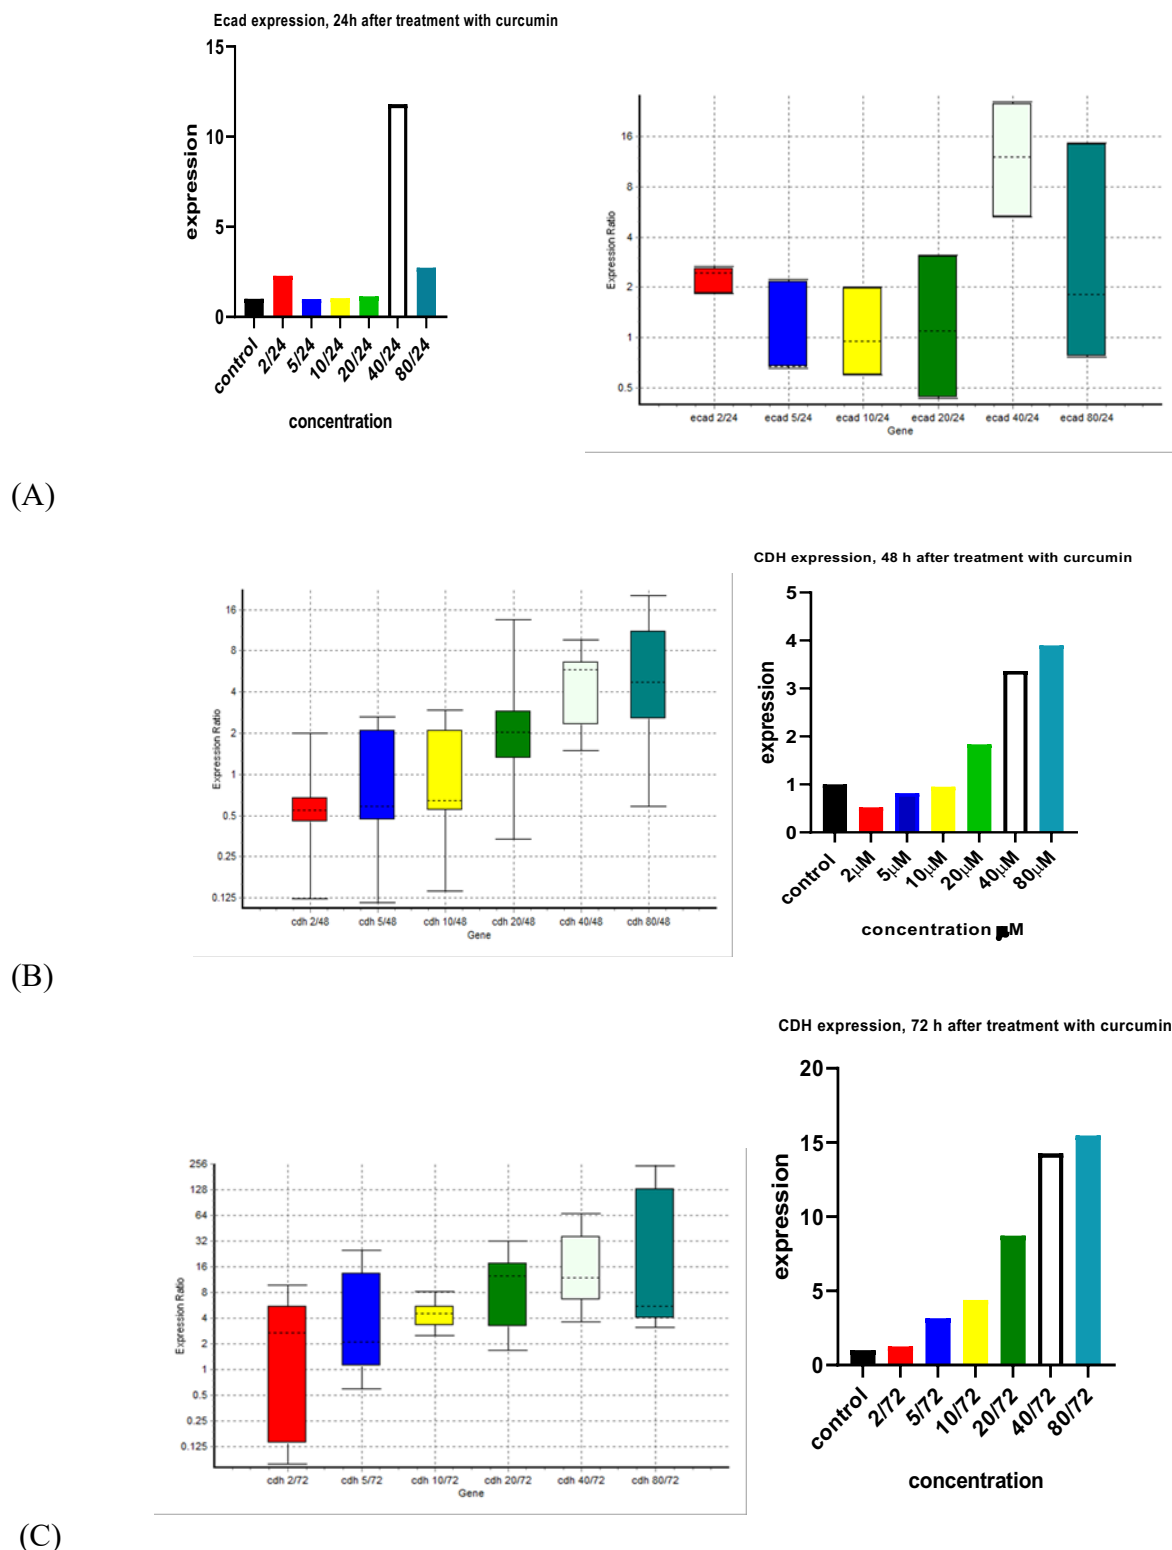 Ecad expression, 24h after treatment with curcumin
15
10
5
0
expression
control
2/24
5/24
10/24
20/24
40/24
80/24
concentration
16
8
4
2
1
0.5
Expression Ratio
ecad 2/24
ecad 5/24
ecad 10/24
ecad 20/24
ecad 40/24
ecad 80/24
Gene
(A)
16
8
4
2
1
0.5
0.25
0.125
Expression Ratio
cdh 2/48
cdh 5/48
cdh 10/48
cdh 20/48
cdh 40/48
cdh 80/48
Gene
CDH expression, 48 h after treatment with curcumin
5
4
3
2
1
0
expression
control
2μM
5μM
10μM
20μM
40μM
80μM
concentration μM
(B)
256
128
64
32
16
8
4
2
1
0.5
0.25
0.125
Expression Ratio
cdh 2/72
cdh 5/72
cdh 10/72
cdh 20/72
cdh 40/72
cdh 80/72
Gene
CDH expression, 72 h after treatment with curcumin
20
15
10
5
0
expression
control
2/72
5/72
10/72
20/72
40/72
80/72
concentration
(C)